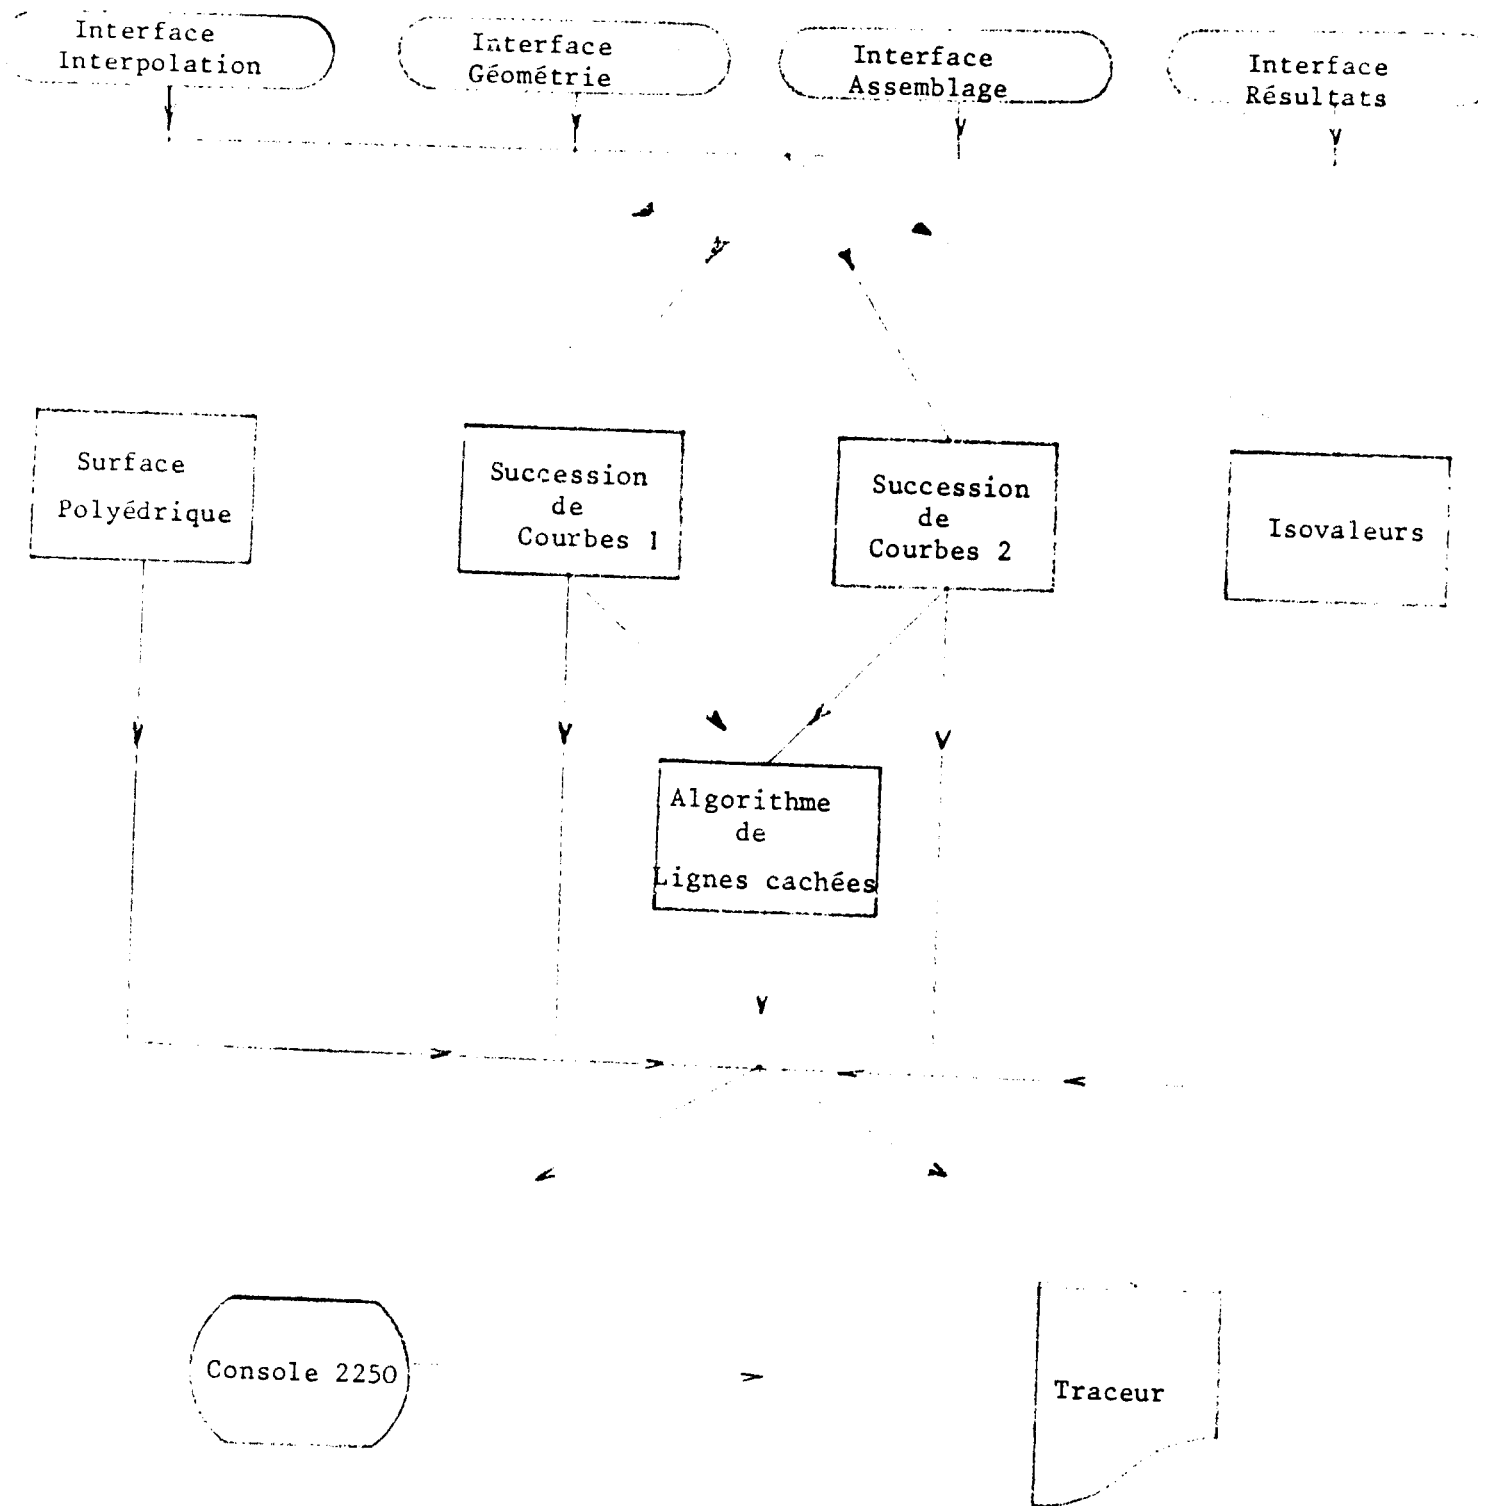 Interface
Interpolation
Interface
Géométrie
Interface
Assemblage
Interface
Résultats
Surface
Polyédrique
Succession
de
Courbes 1
Succession
de
Courbes 2
Isovaleurs
Algorithme
de
Lignes cachées
Console 2250
Traceur